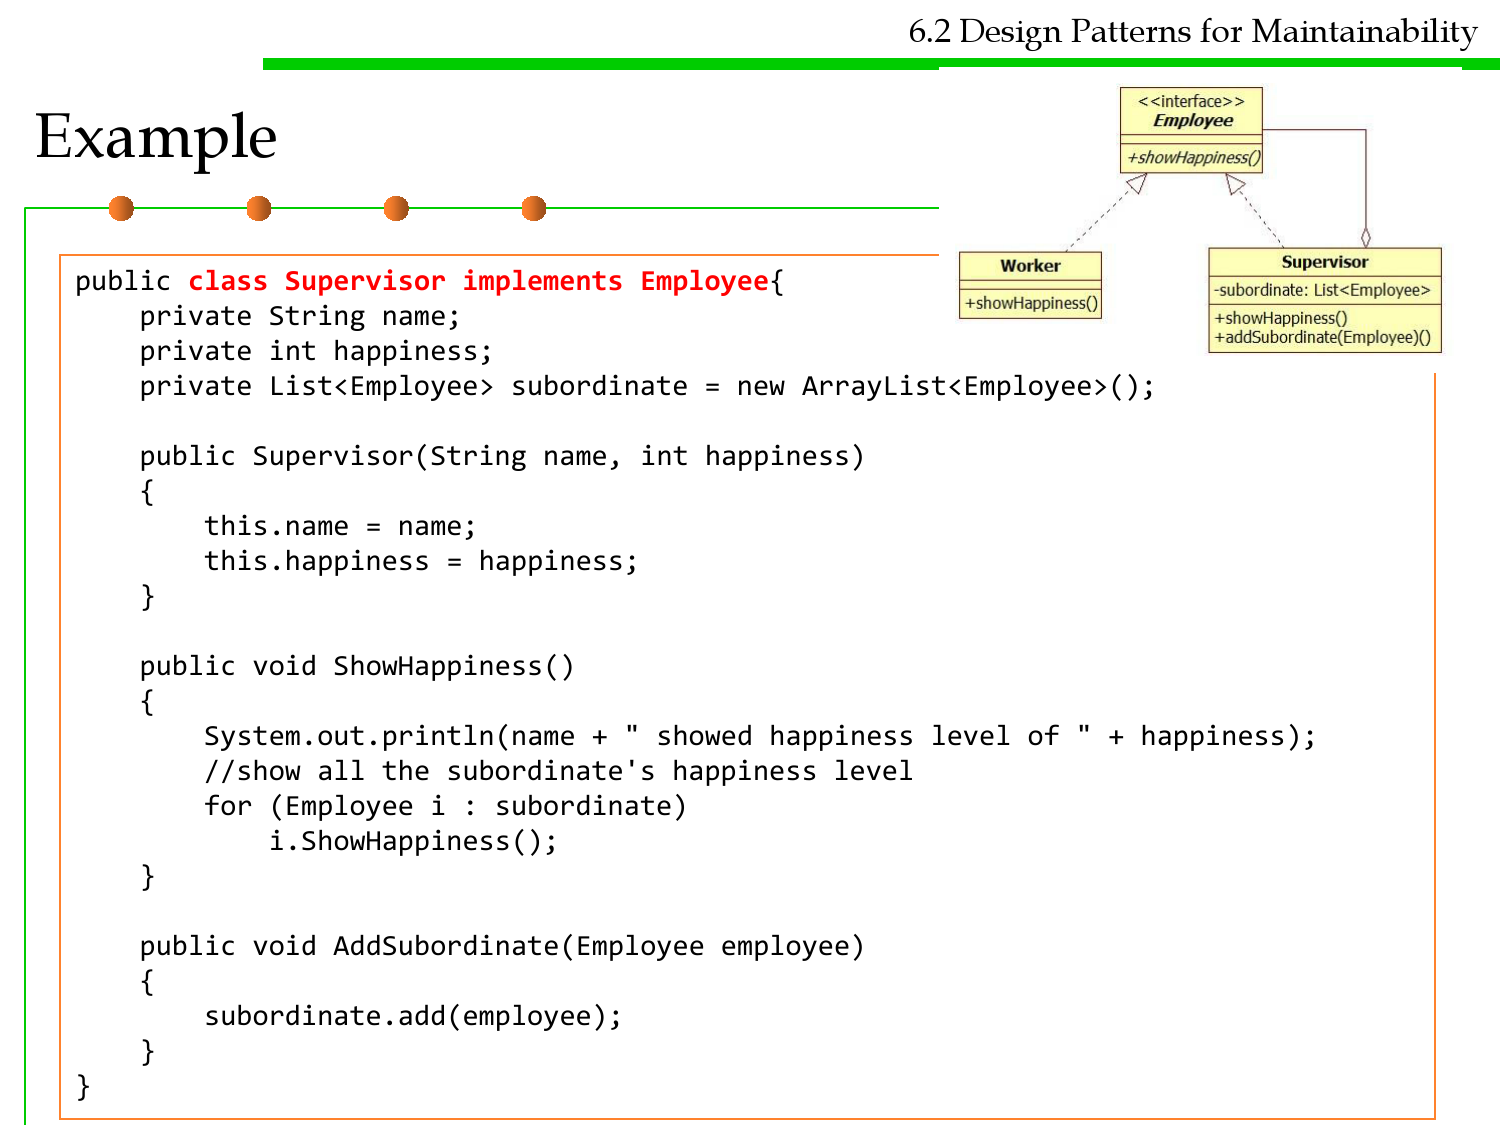 6.2 Design Patterns for Maintainability
Example
<<interface>>
Employee
+showHappiness()
Worker
+showHappiness()
Supervisor
-subordinate: List<Employee>
+showHappiness()
+addSubordinate(Employee)()
public class Supervisor implements Employee{
    private String name;
    private int happiness;
    private List<Employee> subordinate = new ArrayList<Employee>();
    public Supervisor(String name, int happiness)
    {
        this.name = name;
        this.happiness = happiness;
    }
    public void ShowHappiness()
    {
        System.out.println(name + " showed happiness level of " + happiness);
        //show all the subordinate's happiness level
        for (Employee i : subordinate)
            i.ShowHappiness();
    }
    public void AddSubordinate(Employee employee)
    {
        subordinate.add(employee);
    }
}